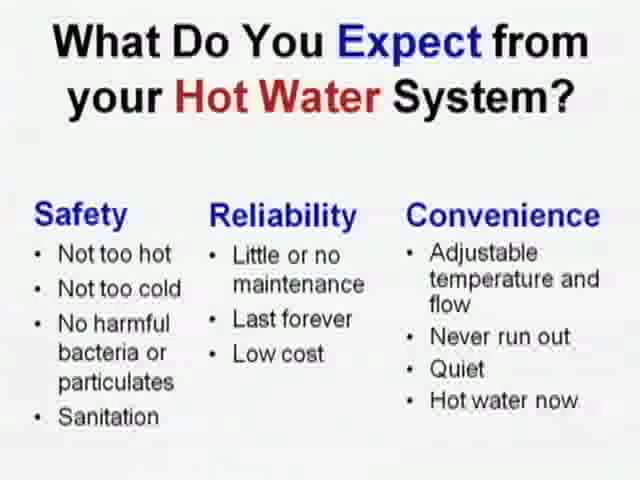 What Do You Expect from
your Hot Water System?
Safety
• Not too hot
• Not too cold
• No harmful
bacteria or
particulates
• Sanitation
Reliability
• Little or no
maintenance
• Last forever
• Low cost
Convenience
• Adjustable
temperature and
flow
• Never run out
• Quiet
• Hot water now